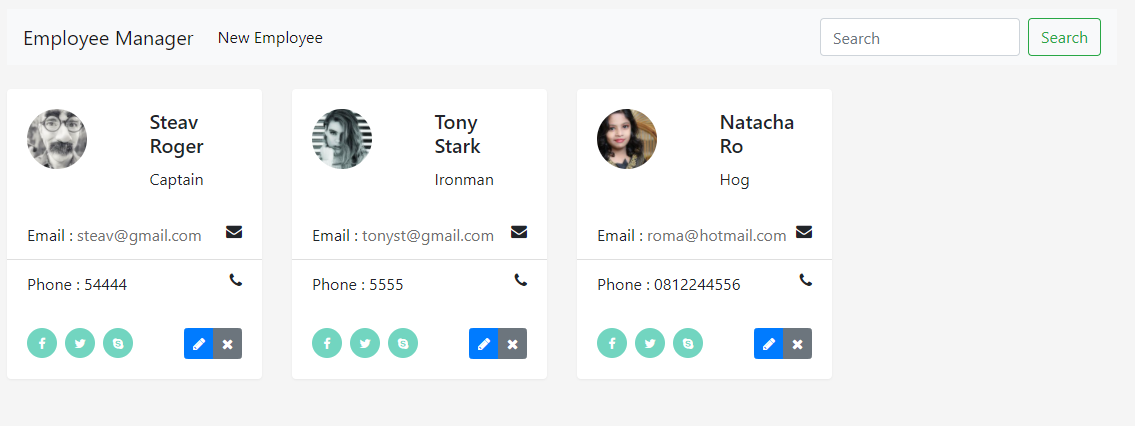 Employee Manager New Employee Search Search
Steav
Roger
Captain
Email : steav@gmail.com
Phone : 54444
Tony
Stark
Ironman
Email : tonyst@gmail.com
Phone : 5555
Natacha
Ro
Hog
Email : roma@hotmail.com
Phone : 0812244556